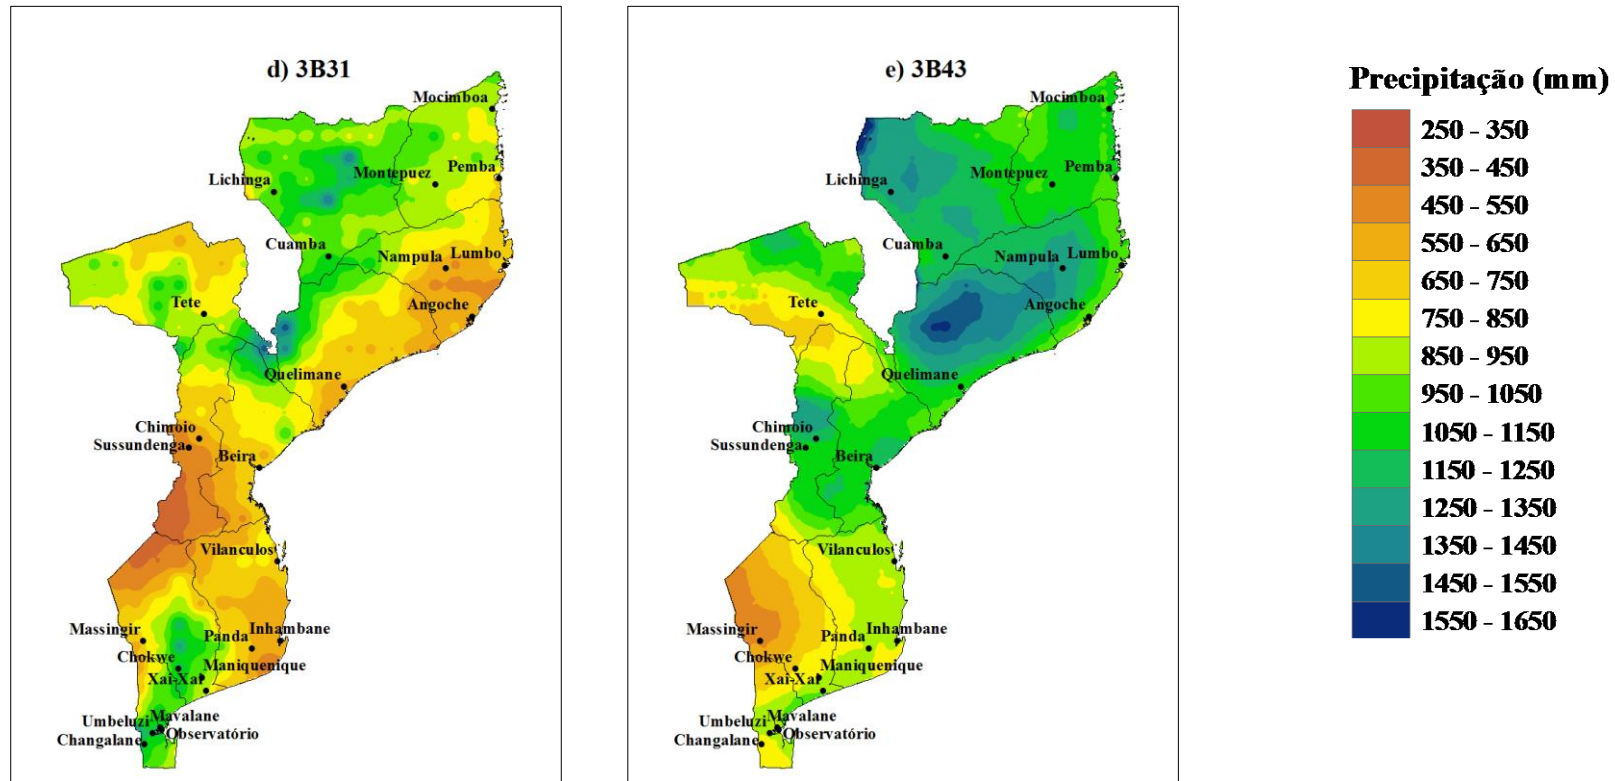 d) 3B31
Mocimboa
Pemba
Montepuez
Lichinga
Cuamba
Nampula
Lumbo
Tete
Angoche
Quelimane
Chimoio
Sussundenga
Beira
Vilanculos
Massingir
Panda
Inhambane
Chokwe
Maniquenique
Xai-Xai
Umbeluzi
Mavalane
Observatório
Changalane
e) 3B43
Mocimboa
Pemba
Montepuez
Lichinga
Cuamba
Nampula
Lumbo
Tete
Angoche
Quelimane
Chimoio
Sussundenga
Beira
Vilanculos
Massingir
Panda
Inhambane
Chokwe
Maniquenique
Xai-Xai
Umbeluzi
Mavalane
Observatório
Changalane
Precipitação (mm)
250 - 350
350 - 450
450 - 550
550 - 650
650 - 750
750 - 850
850 - 950
950 - 1050
1050 - 1150
1150 - 1250
1250 - 1350
1350 - 1450
1450 - 1550
1550 - 1650